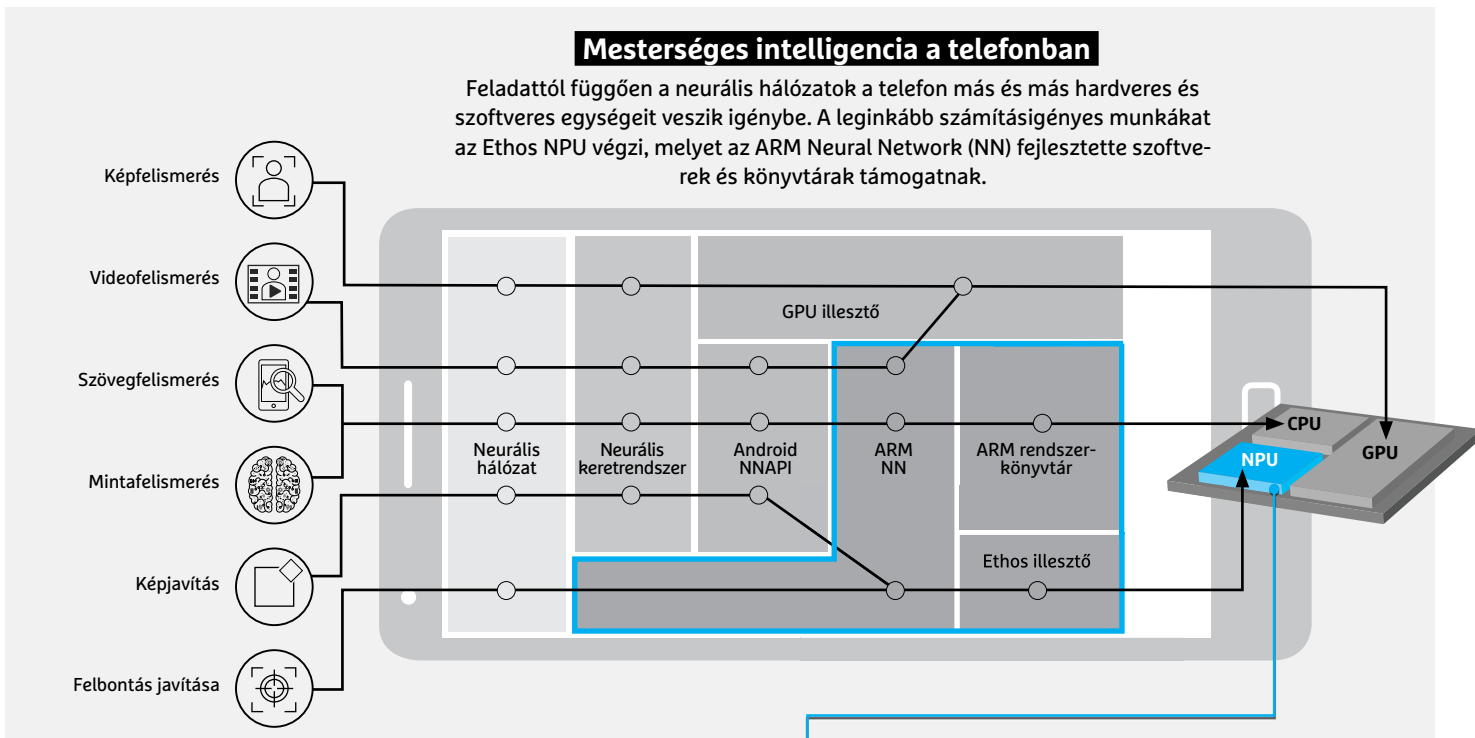 Mesterséges intelligencia a telefonban
Feladattól függően a neurális hálózatok a telefon más és más hardveres és
szoftveres egységeit veszik igénybe. A leginkább számításigényes munkákat
az Ethos NPU végzi, melyet az ARM Neural Network (NN) fejlesztette szoftve-
rek és könyvtárak támogatnak.
Képfelismerés
Videofelismerés
Szövegfelismerés
Mintafelismerés
Képjavítás
Felbontás javítása
GPU illesztő
Neurális
hálózat
Neurális
keretrendszer
Android
NNAPI
ARM
NN
ARM rendszer-
könyvtár
Ethos illesztő
CPU
NPU
GPU